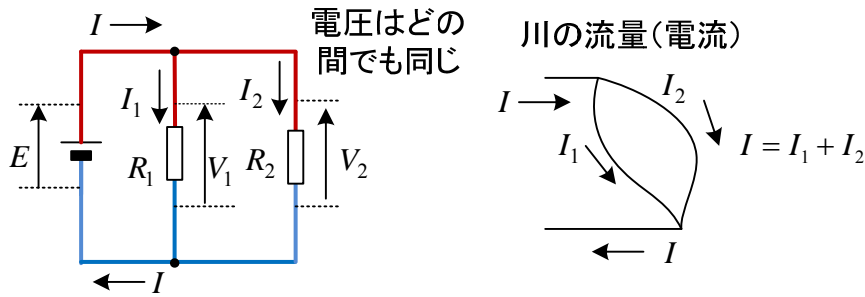 I
電圧はどの
間でも同じ
I₁
I₂
E
R₁
V₁
R₂
V₂
I
川の流量(電流)
I
I₂
I₁
I = I₁ + I₂
I